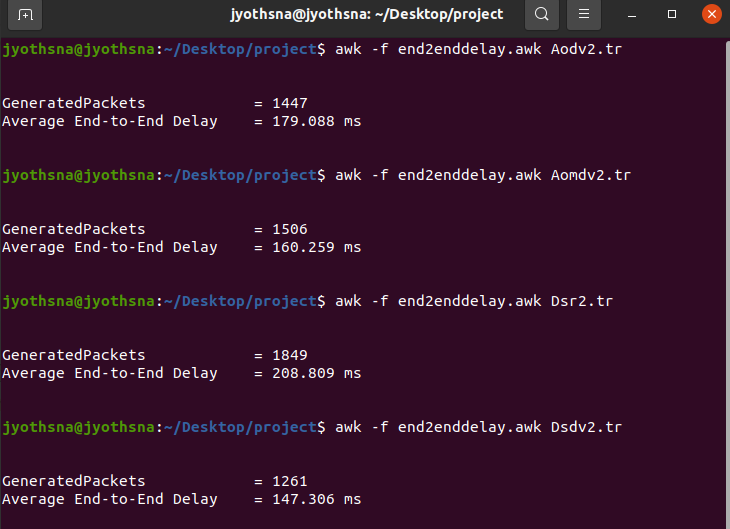 jyothsna@jyothsna: ~/Desktop/project
jyothsna@jyothsna:~/Desktop/project$ awk -f end2enddelay.awk Aodv2.tr
GeneratedPackets = 1447
Average End-to-End Delay = 179.088 ms
jyothsna@jyothsna:~/Desktop/project$ awk -f end2enddelay.awk Aomdv2.tr
GeneratedPackets = 1506
Average End-to-End Delay = 160.259 ms
jyothsna@jyothsna:~/Desktop/project$ awk -f end2enddelay.awk Dsr2.tr
GeneratedPackets = 1849
Average End-to-End Delay = 208.809 ms
jyothsna@jyothsna:~/Desktop/project$ awk -f end2enddelay.awk Dsdv2.tr
GeneratedPackets = 1261
Average End-to-End Delay = 147.306 ms